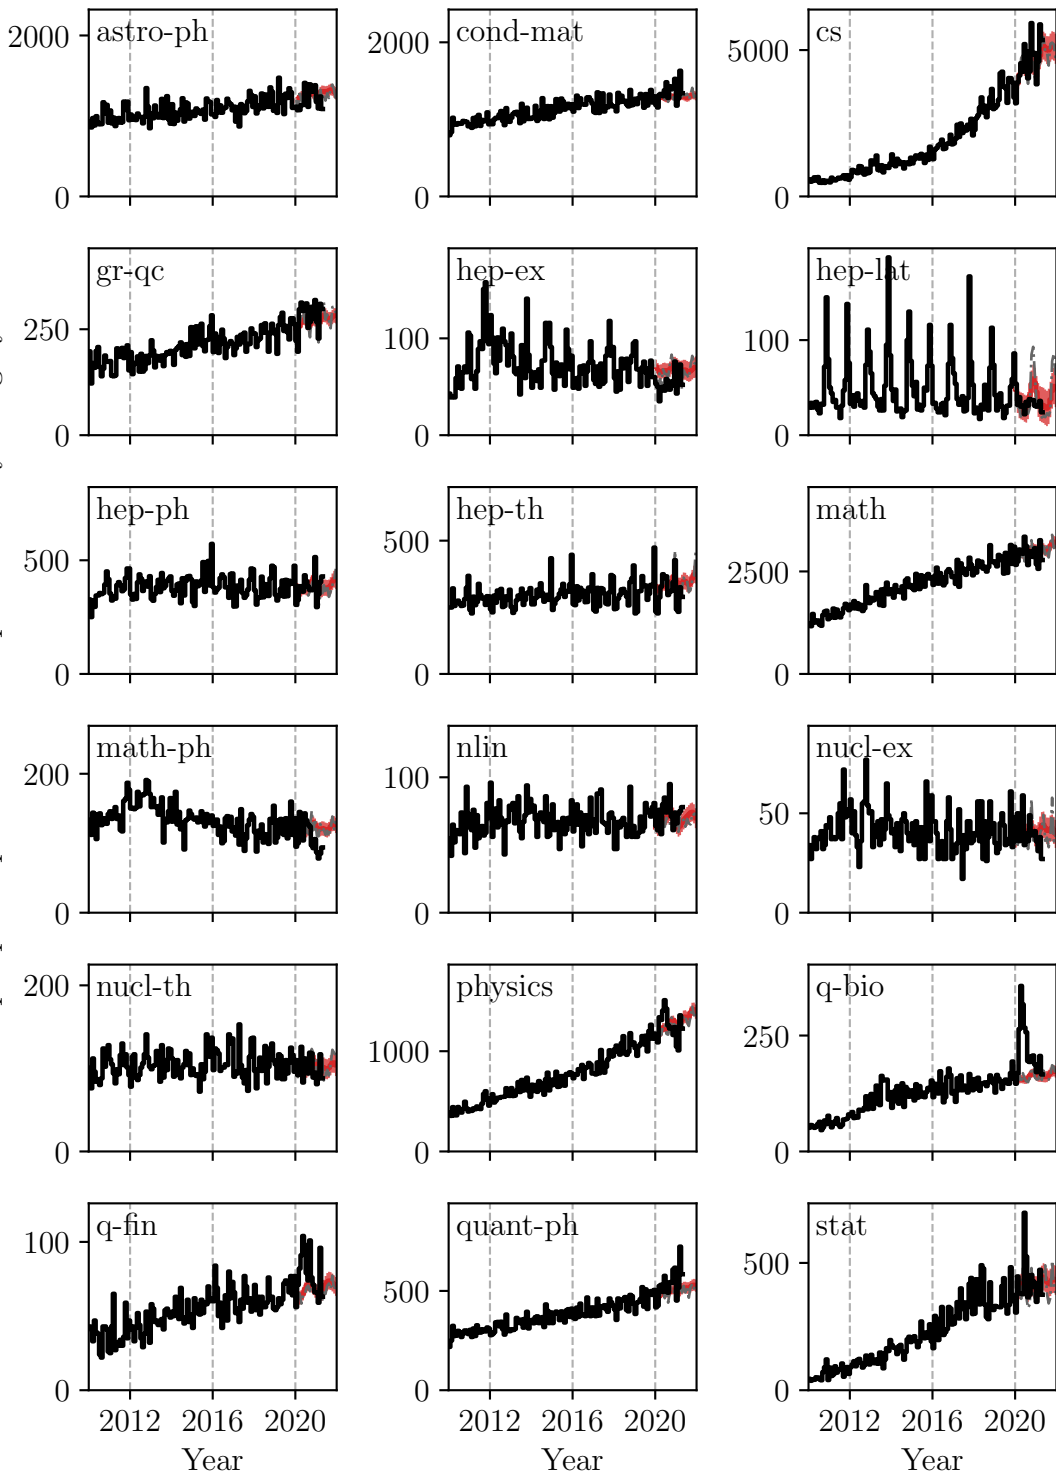 astro-ph
cond-mat
cs
2000
0
2000
0
5000
0
gr-qc
hep-ex
hep-lat
250
0
100
0
100
0
hep-ph
hep-th
math
500
0
500
0
2500
0
math-ph
nlin
nucl-ex
200
0
100
0
50
0
nucl-th
physics
q-bio
200
0
1000
0
250
0
q-fin
quant-ph
stat
100
0
500
0
500
0
2012 2016 2020
2012 2016 2020
2012 2016 2020
Year
Year
Year